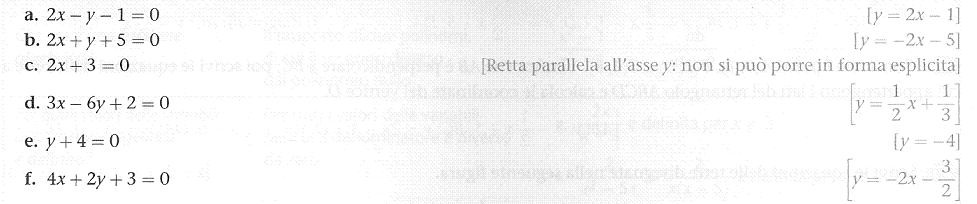 a. 2x − y − 1 = 0 [y = 2x − 1]
b. 2x + y + 5 = 0 [y = −2x − 5]
c. 2x + 3 = 0 [Retta parallela all'asse y: non si può porre in forma esplicita]
d. 3x − 6y + 2 = 0 [y = 1/2 x + 1/3]
e. y + 4 = 0 [y = −4]
f. 4x + 2y + 3 = 0 [y = −2x − 3/2]